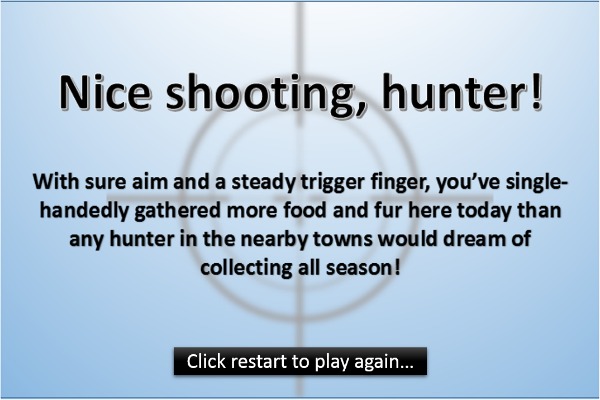 Nice shooting, hunter!
With sure aim and a steady trigger finger, you’ve single-
handedly gathered more food and fur here today than
any hunter in the nearby towns would dream of
collecting all season!
Click restart to play again...